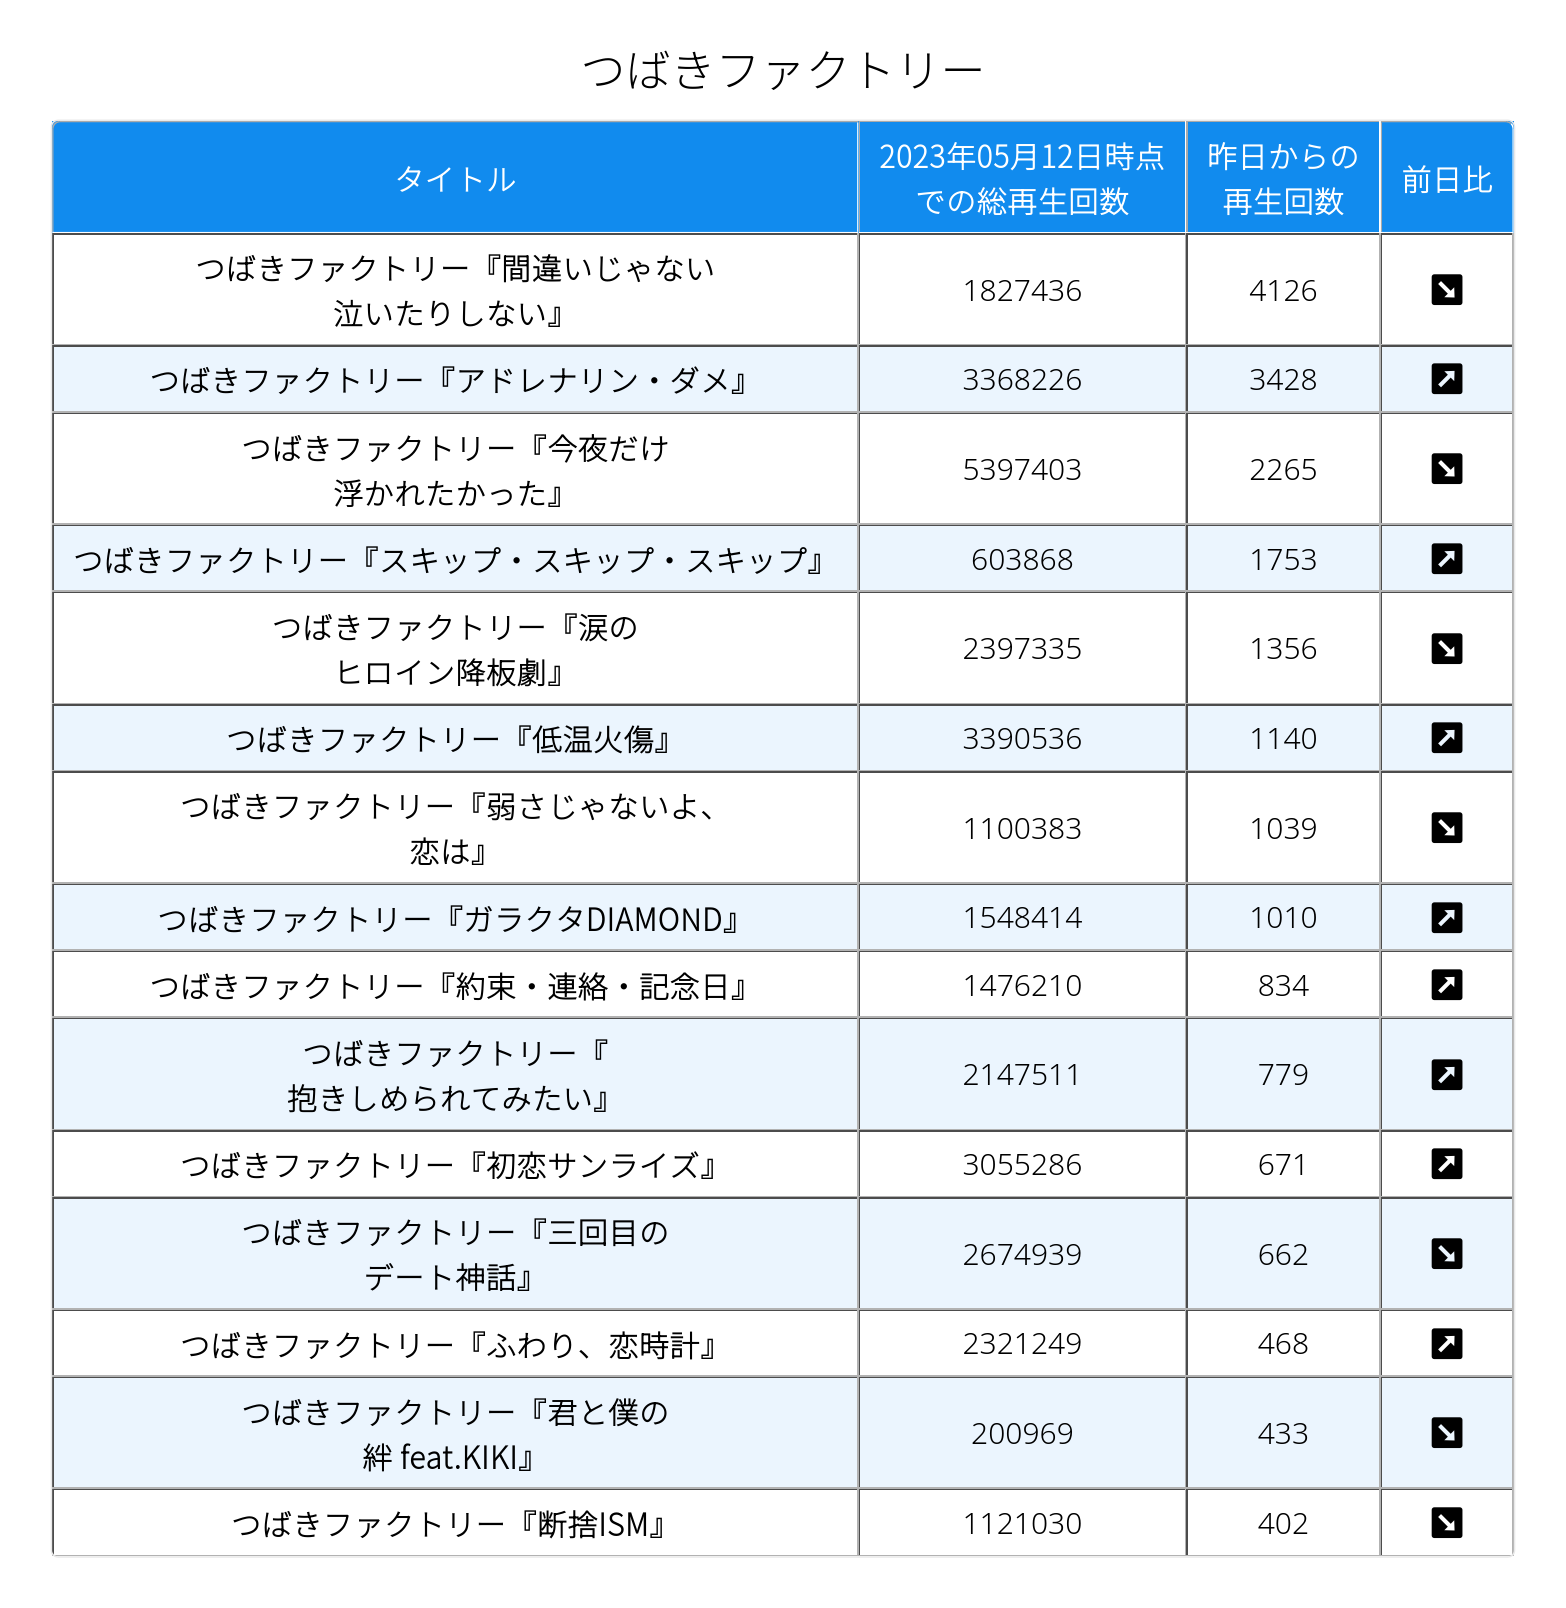 つばきファクトリー
タイトル
2023年05月12日時点
での総再生回数
昨日からの
再生回数
前日比
つばきファクトリー『間違いじゃない
泣いたりしない』
1827436
4126
↘
つばきファクトリー『アドレナリン・ダメ』
3368226
3428
↗
つばきファクトリー『今夜だけ
浮かれたかった』
5397403
2265
↘
つばきファクトリー『スキップ・スキップ・スキップ』
603868
1753
↗
つばきファクトリー『涙の
ヒロイン降板劇』
2397335
1356
↘
つばきファクトリー『低温火傷』
3390536
1140
↗
つばきファクトリー『弱さじゃないよ、
恋は』
1100383
1039
↘
つばきファクトリー『ガラクタDIAMOND』
1548414
1010
↗
つばきファクトリー『約束・連絡・記念日』
1476210
834
↗
つばきファクトリー『
抱きしめられてみたい』
2147511
779
↗
つばきファクトリー『初恋サンライズ』
3055286
671
↗
つばきファクトリー『三回目の
デート神話』
2674939
662
↘
つばきファクトリー『ふわり、恋時計』
2321249
468
↗
つばきファクトリー『君と僕の
絆 feat.KIKI』
200969
433
↘
つばきファクトリー『断捨ISM』
1121030
402
↘